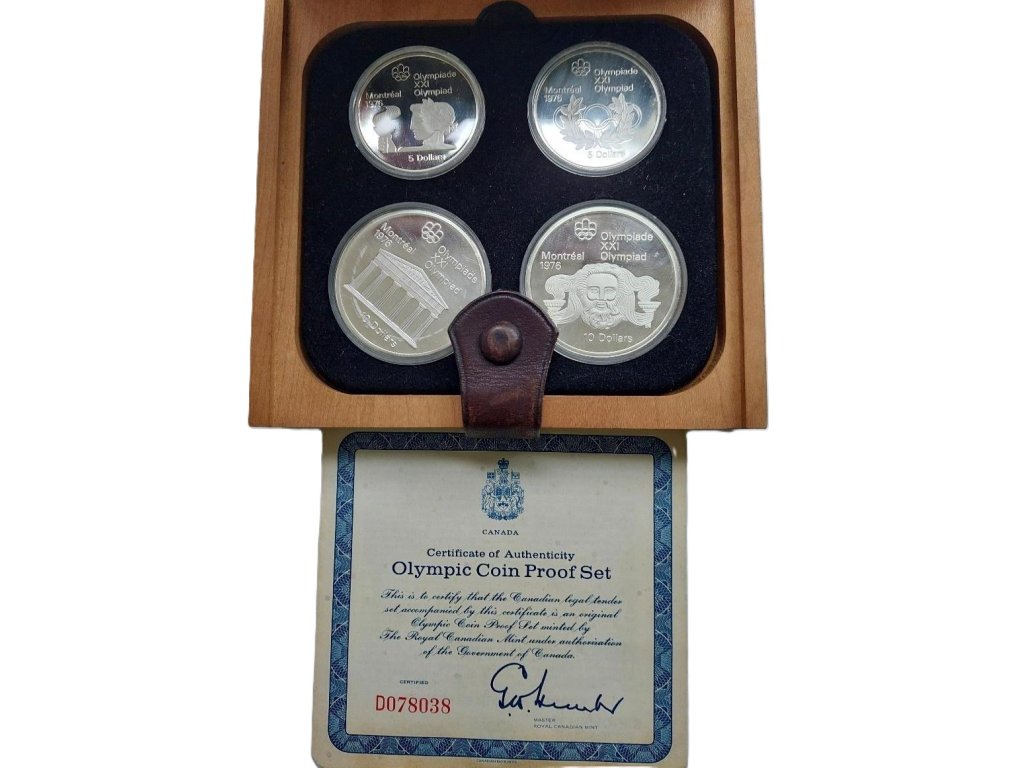 Olympiade
XXI
Montréal Olympiad
1976
5 Dollars
Olympiade
XXI
Montréal Olympiad
1976
5 Dollars
Montréal
1976
Olympiade
XXI
Olympiad
10 Dollars
Olympiade
XXI
Montréal Olympiad
1976
10 Dollars
CANADA
Certificate of Authenticity
Olympic Coin Proof Set
This is to certify that the Canadian legal tender
set accompanied by this certificate is an original
Olympic Coin Proof Set minted by
The Royal Canadian Mint under authorisation
of the Government of Canada.
CERTIFIED
D078038
MASTER
ROYAL CANADIAN MINT